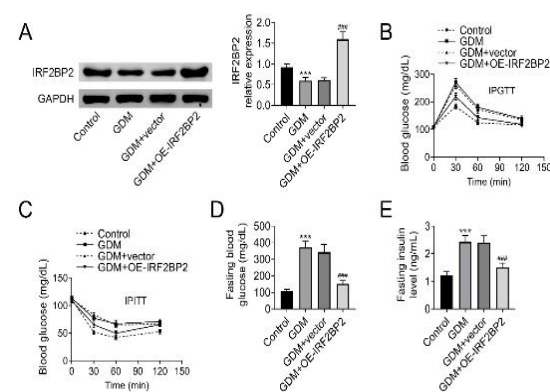 A
IRF2BP2
GAPDH
Control
GDM
GDM+vector
GDM+OE-IRF2BP2
IRF2BP2
relative expression
2.0
1.5
1.0
0.5
0.0
***
###
Control
GDM
GDM+vector
GDM+OE-IRF2BP2
B
Control
GDM
GDM+vector
GDM+OE-IRF2BP2
Blood glucose (mg/dL)
400
300
200
100
0
IPGTT
0 30 60 90 120 150
Time (min)
C
Control
GDM
GDM+vector
GDM+OE-IRF2BP2
Blood glucose (mg/dL)
150
100
50
0
IPITT
0 30 60 90 120 150
Time (min)
D
Fasting blood
glucose (mg/dL)
500
400
300
200
100
0
***
###
Control
GDM
GDM+vector
GDM+OE-IRF2BP2
E
Fasting insulin
level (ng/mL)
3
2
1
0
***
###
Control
GDM
GDM+vector
GDM+OE-IRF2BP2